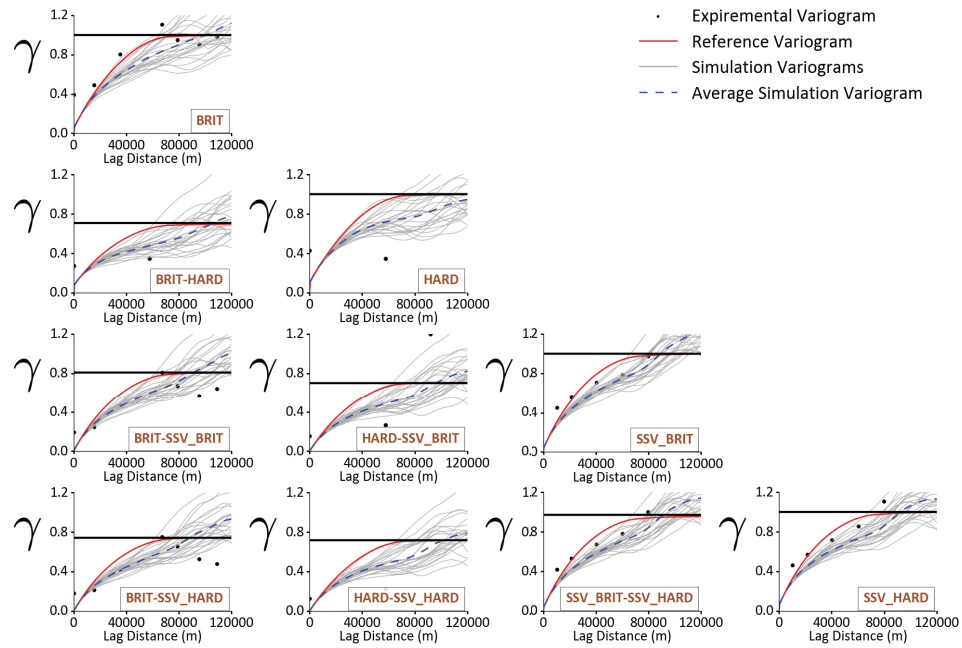 Expiremental Variogram
Reference Variogram
Simulation Variograms
Average Simulation Variogram
1.2
γ
0.8
0.4
0.0
0 40000 80000 120000
Lag Distance (m)
BRIT
1.2
γ
0.8
0.4
0.0
0 40000 80000 120000
Lag Distance (m)
BRIT-HARD
1.2
γ
0.8
0.4
0.0
0 40000 80000 120000
Lag Distance (m)
HARD
1.2
γ
0.8
0.4
0.0
0 40000 80000 120000
Lag Distance (m)
BRIT-SSV_BRIT
1.2
γ
0.8
0.4
0.0
0 40000 80000 120000
Lag Distance (m)
HARD-SSV_BRIT
1.2
γ
0.8
0.4
0.0
0 40000 80000 120000
Lag Distance (m)
SSV_BRIT
1.2
γ
0.8
0.4
0.0
0 40000 80000 120000
Lag Distance (m)
BRIT-SSV_HARD
1.2
γ
0.8
0.4
0.0
0 40000 80000 120000
Lag Distance (m)
HARD-SSV_HARD
1.2
γ
0.8
0.4
0.0
0 40000 80000 120000
Lag Distance (m)
SSV_BRIT-SSV_HARD
1.2
γ
0.8
0.4
0.0
0 40000 80000 120000
Lag Distance (m)
SSV_HARD